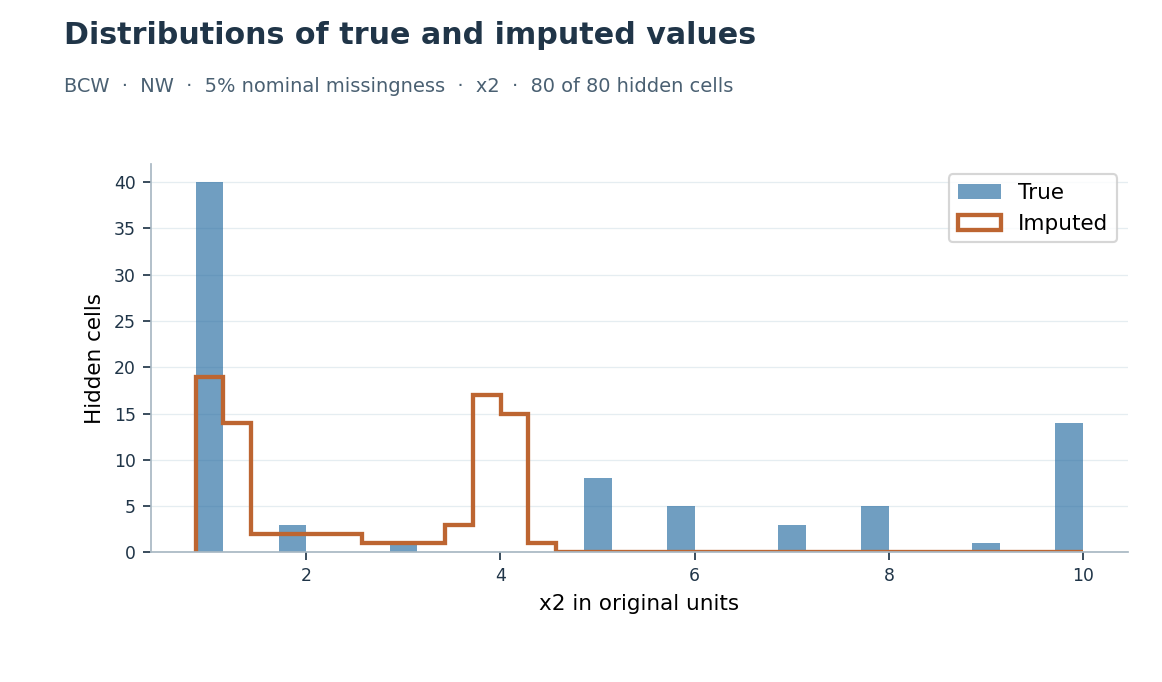 Distributions of true and imputed values
BCW · NW · 5% nominal missingness · x2 · 80 of 80 hidden cells
True
Imputed
Hidden cells
40
35
30
25
20
15
10
5
0
2
4
6
8
10
x2 in original units